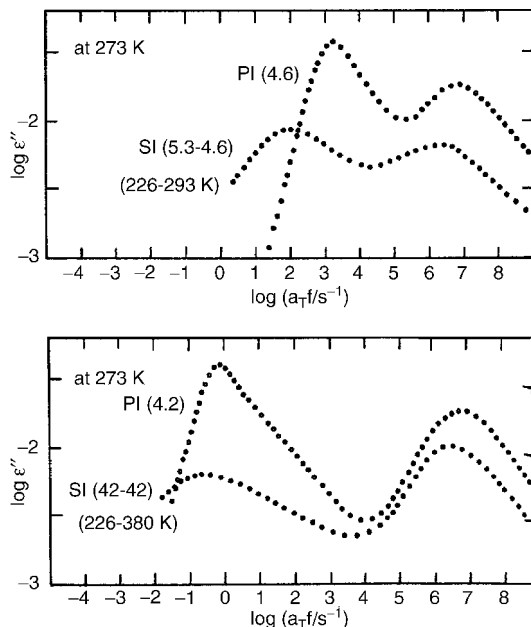 at 273 K
PI (4.6)
log ε″
-2
SI (5.3-4.6)
(226-293 K)
-3
-4 -3 -2 -1 0 1 2 3 4 5 6 7 8
log (aTf/s⁻¹)
at 273 K
PI (4.2)
log ε″
-2
SI (42-42)
(226-380 K)
-3
-4 -3 -2 -1 0 1 2 3 4 5 6 7 8
log (aTf/s⁻¹)